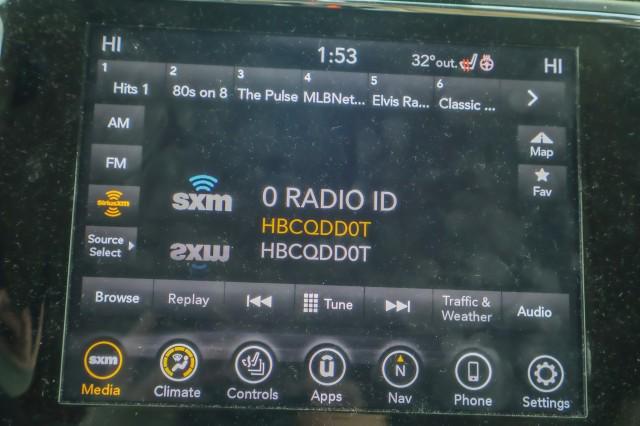 HI 1:53 32°out. HI
1 2 3 4 5 6
Hits 1 80s on 8 The Pulse MLBNet... Elvis Ra... Classic ...
AM
FM
SiriusXM
Source
Select
Map
Fav
sxm
0 RADIO ID
HBCQDD0T
HBCQDD0T
sxm
Browse Replay Tune Traffic & Weather Audio
sxm N
Media Climate Controls Apps Nav Phone Settings